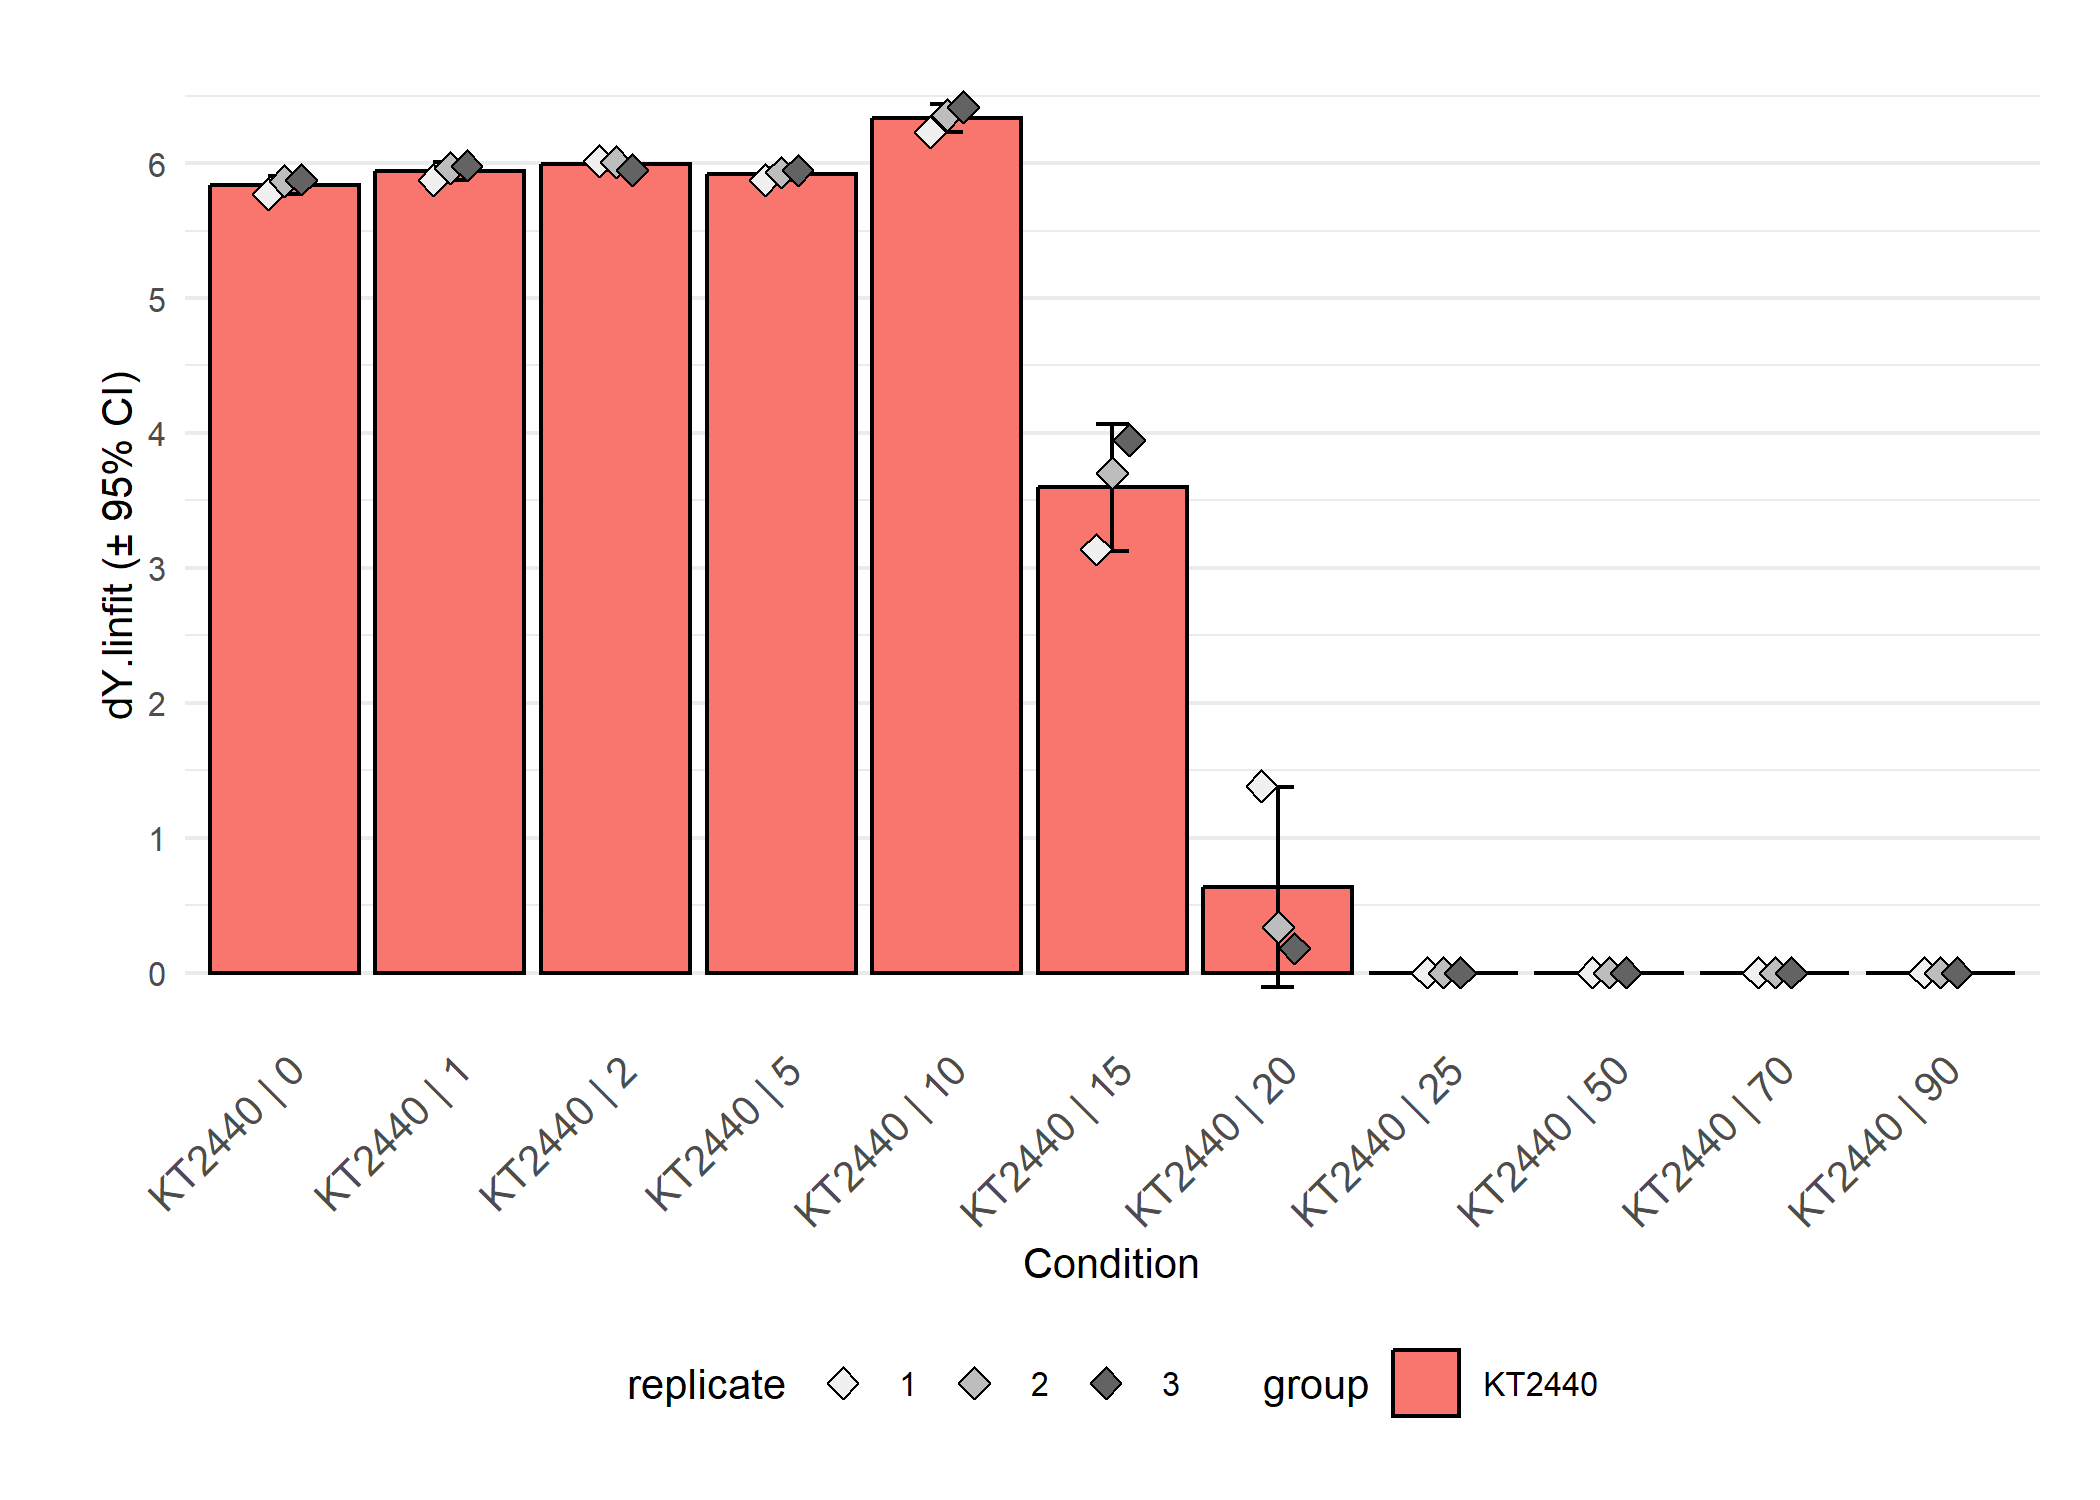 dY.linfit (± 95% CI)
6
5
4
3
2
1
0
KT2440 | 0
KT2440 | 1
KT2440 | 2
KT2440 | 5
KT2440 | 10
KT2440 | 15
KT2440 | 20
KT2440 | 25
KT2440 | 50
KT2440 | 70
KT2440 | 90
Condition
replicate 1 2 3 group KT2440